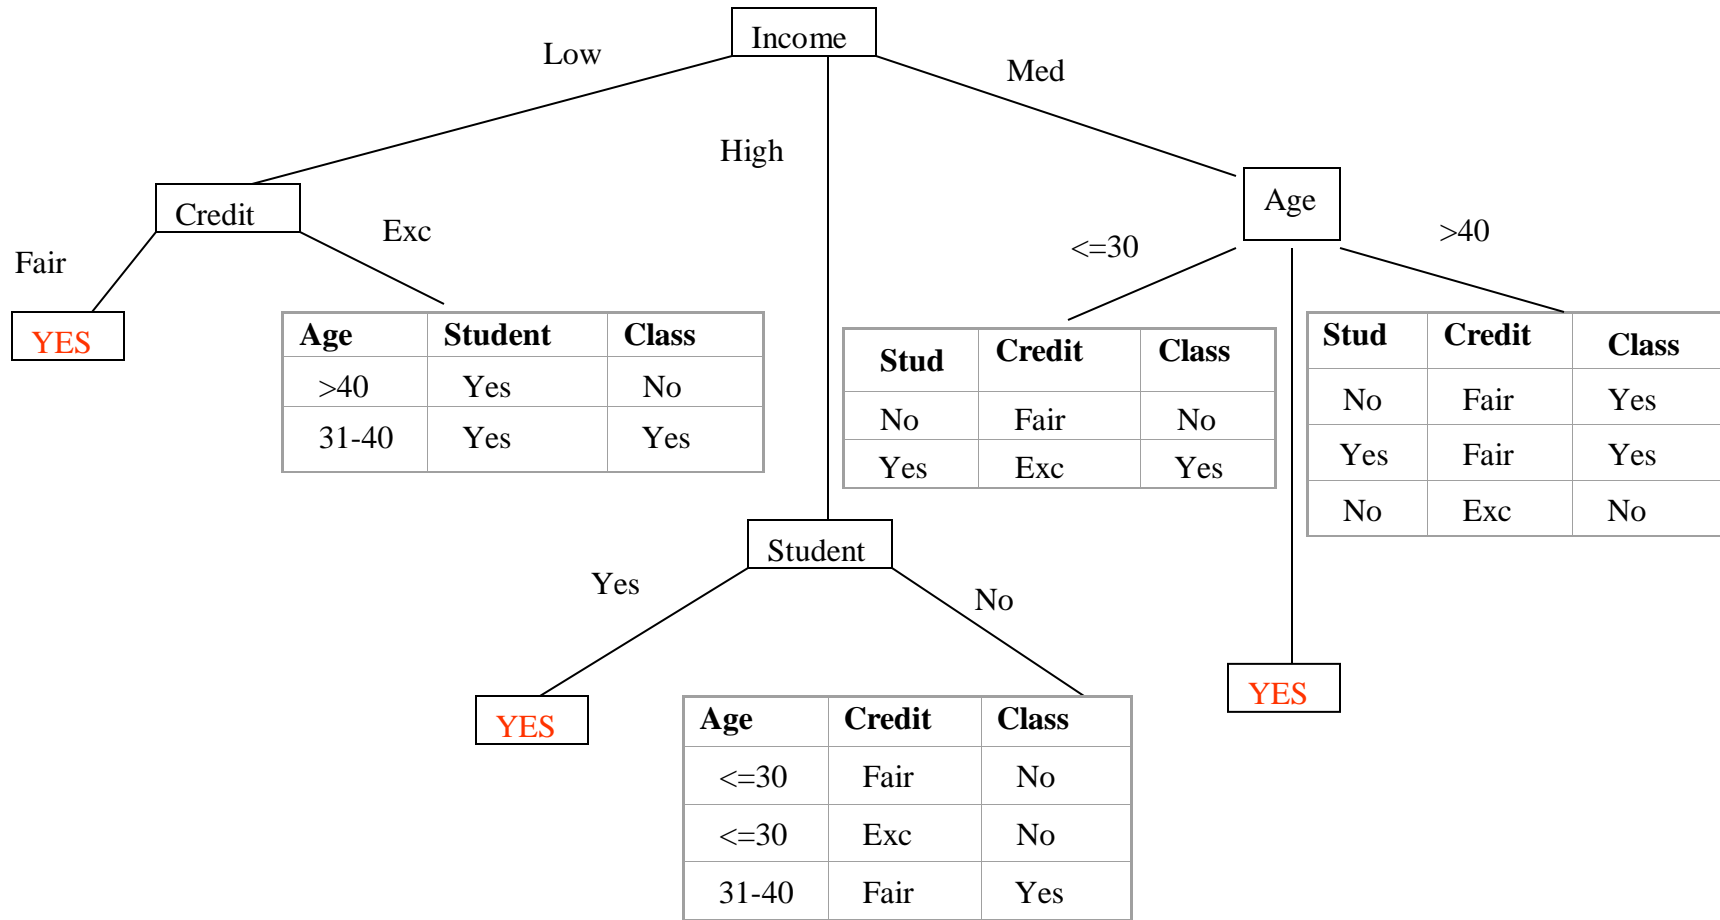 Income
Low
Med
High
Credit
Age
Fair
Exc
<=30
>40
YES
Age Student Class
>40 Yes No
31-40 Yes Yes
Stud Credit Class
No Fair No
Yes Exc Yes
Stud Credit Class
No Fair Yes
Yes Fair Yes
No Exc No
Student
Yes
No
YES
YES
Age Credit Class
<=30 Fair No
<=30 Exc No
31-40 Fair Yes